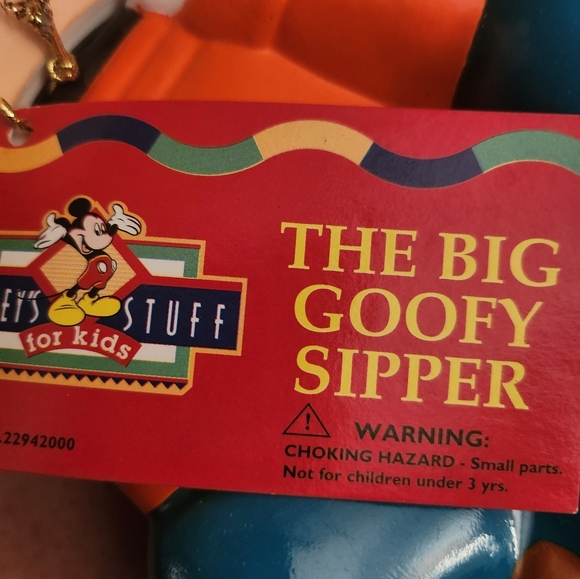 EY'S STUFF
for kids
.22942000
THE BIG
GOOFY
SIPPER
WARNING:
CHOKING HAZARD - Small parts.
Not for children under 3 yrs.